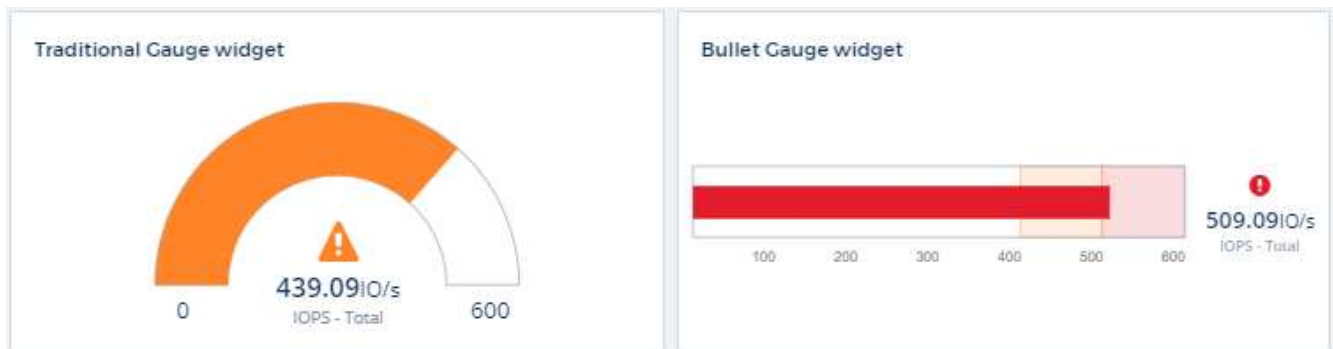 Traditional Gauge widget
439.09IO/s
0
IOPS - Total
600
Bullet Gauge widget
509.09IO/s
IOPS - Total
100 200 300 400 500 600